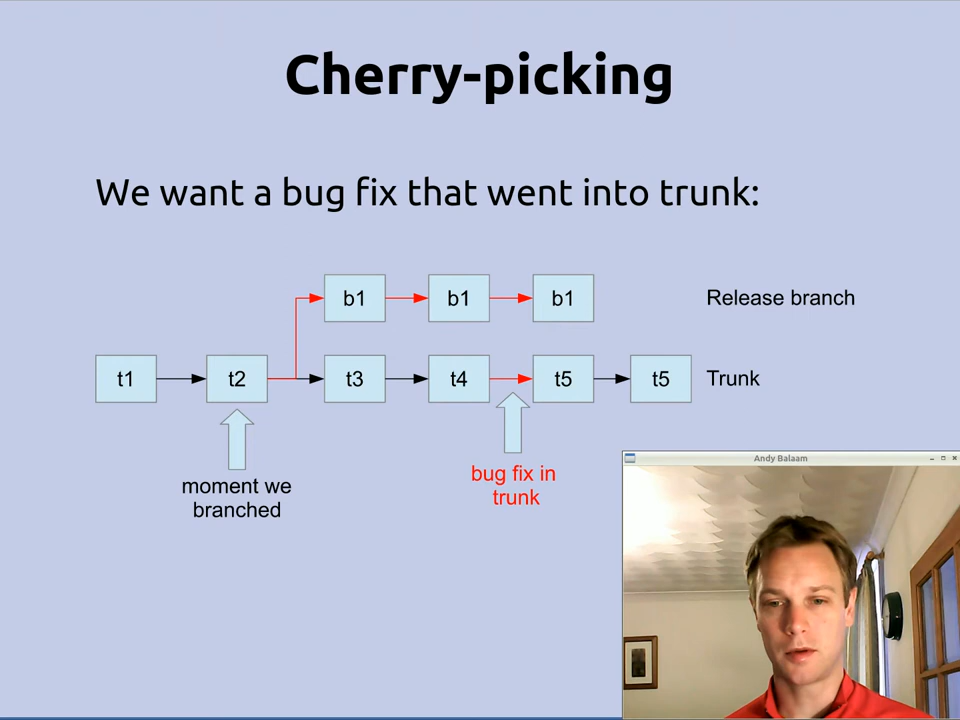 Cherry-picking
We want a bug fix that went into trunk:
b1
b1
b1
Release branch
t1
t2
t3
t4
t5
t5
Trunk
moment we
branched
bug fix in
trunk
Andy Balaam